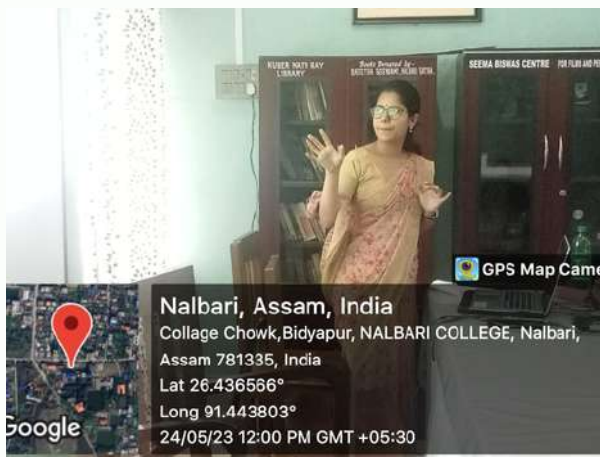 KUBER NATH RAY
LIBRARY
Books Donated by-
SEEMA BISWAS CENTRE
GPS Map Came
Nalbari, Assam, India
Collage Chowk,Bidyapur, NALBARI COLLEGE, Nalbari,
Assam 781335, India
Lat 26.436566°
Long 91.443803°
24/05/23 12:00 PM GMT +05:30
Google